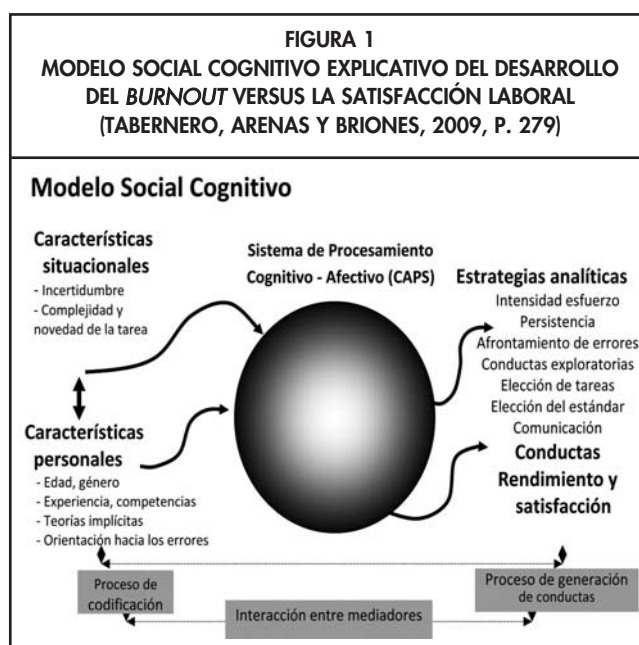 FIGURA 1
MODELO SOCIAL COGNITIVO EXPLICATIVO DEL DESARROLLO
DEL BURNOUT VERSUS LA SATISFACCIÓN LABORAL
(TABERNERO, ARENAS Y BRIONES, 2009, P. 279)
Modelo Social Cognitivo
Características
situacionales
- Incertidumbre
- Complejidad y
novedad de la tarea
Sistema de Procesamiento
Cognitivo - Afectivo (CAPS)
Estrategias analíticas
Intensidad esfuerzo
Persistencia
Afrontamiento de errores
Conductas exploratorias
Elección de tareas
Elección del estándar
Comunicación
Conductas
Rendimiento y
satisfacción
Características
personales
- Edad, género
- Experiencia, competencias
- Teorías implícitas
- Orientación hacia los errores
Proceso de
codificación
Interacción entre mediadores
Proceso de generación
de conductas